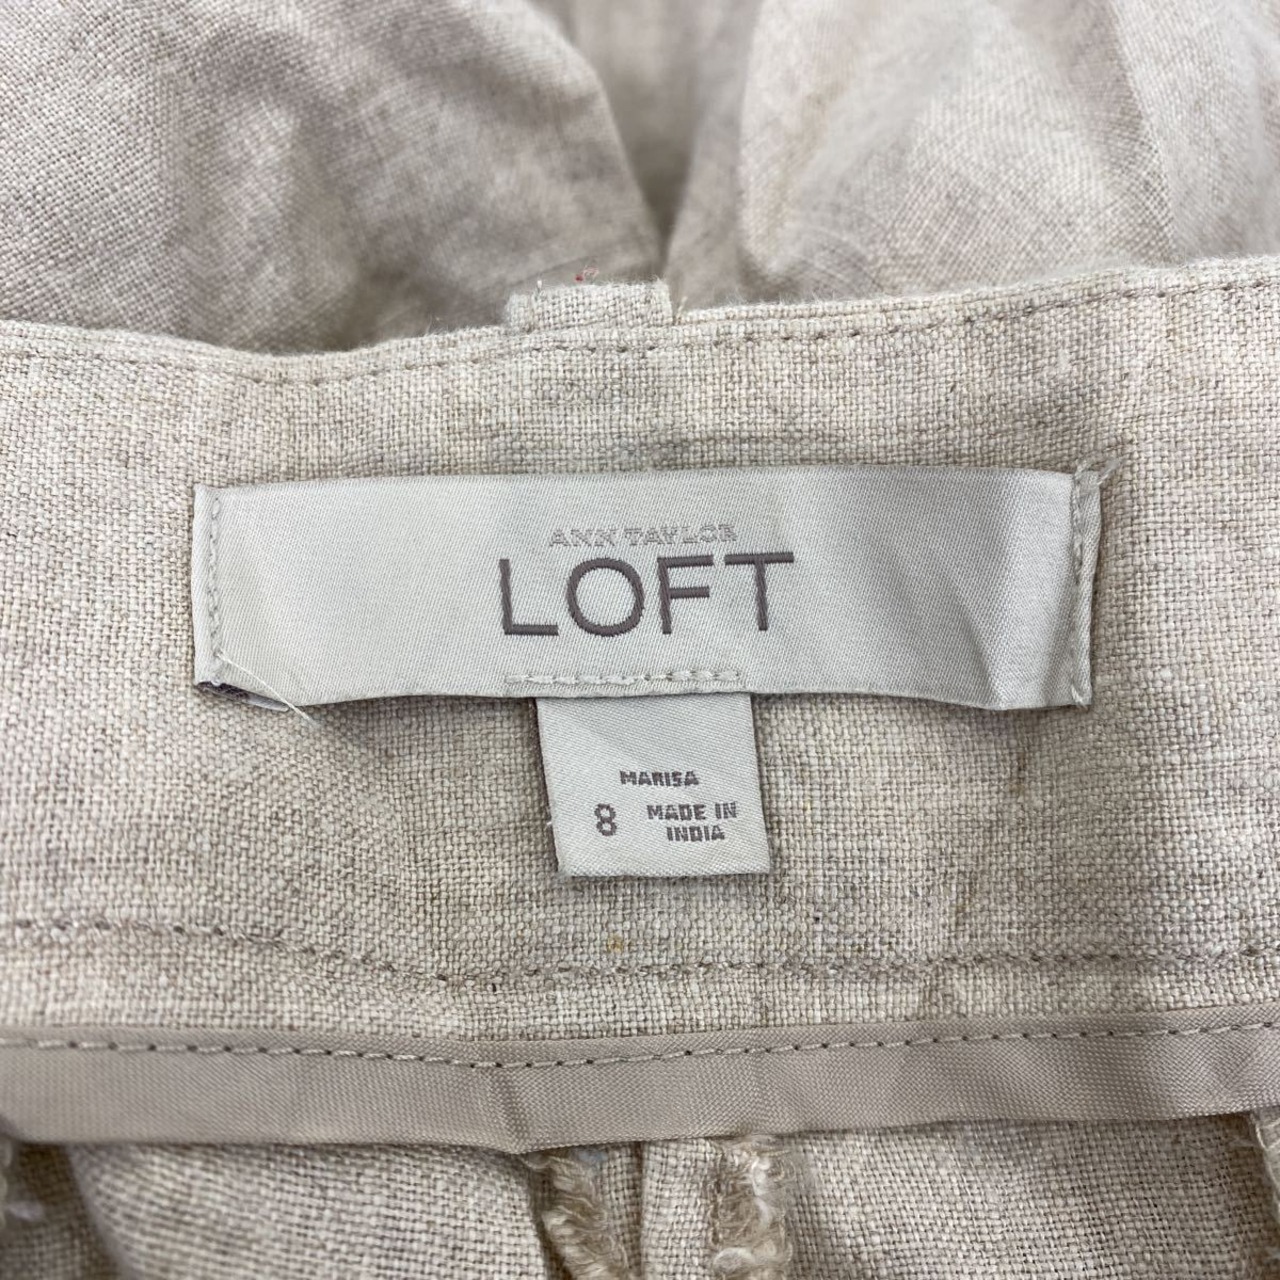 ANN TAYLOR
LOFT
MARISA
8 MADE IN
INDIA